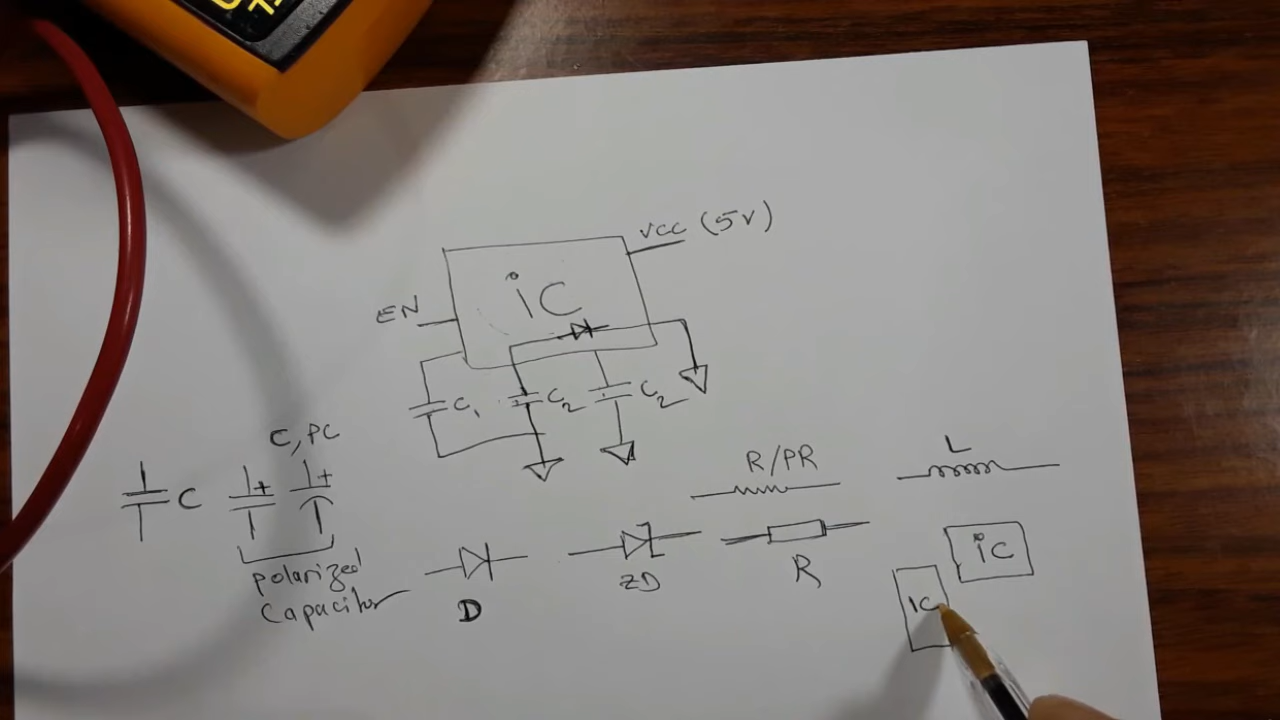 VCC (5V)
iC
EN
C1
C2
C2
C, PC
C
+
+
polarized
Capacitor
D
ZD
R/PR
R
L
iC
IC